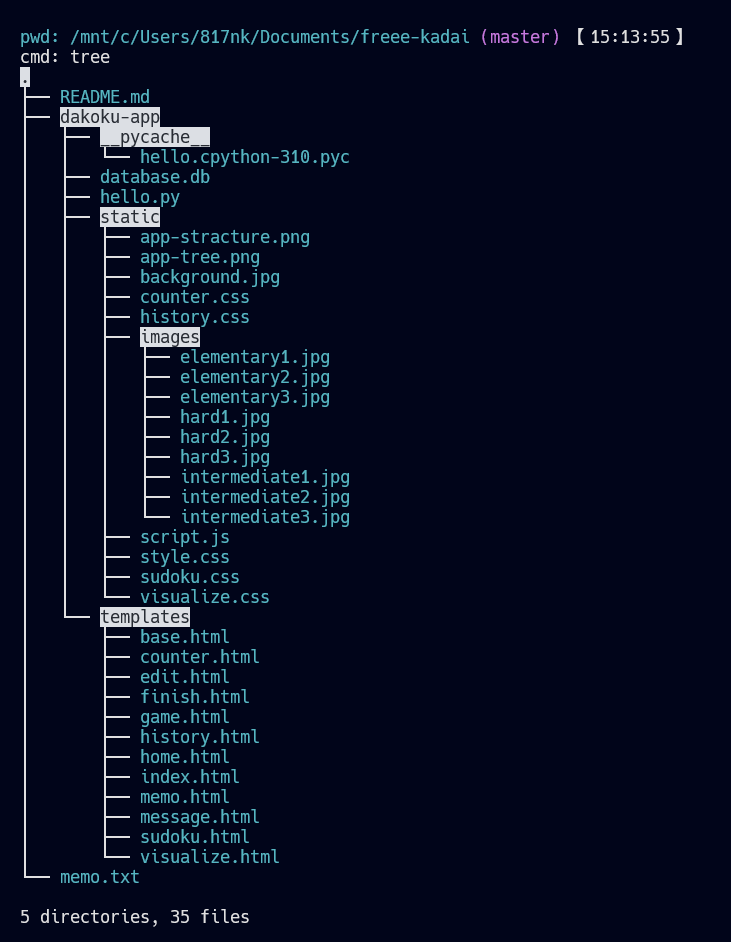 pwd: /mnt/c/Users/817nk/Documents/freee-kadai (master) 【15:13:55】
cmd: tree
.
├── README.md
├── dakoku-app
│   ├── __pycache__
│   │   └── hello.cpython-310.pyc
│   ├── database.db
│   ├── hello.py
│   ├── static
│   │   ├── app-stracture.png
│   │   ├── app-tree.png
│   │   ├── background.jpg
│   │   ├── counter.css
│   │   ├── history.css
│   │   ├── images
│   │   │   ├── elementary1.jpg
│   │   │   ├── elementary2.jpg
│   │   │   ├── elementary3.jpg
│   │   │   ├── hard1.jpg
│   │   │   ├── hard2.jpg
│   │   │   ├── hard3.jpg
│   │   │   ├── intermediate1.jpg
│   │   │   ├── intermediate2.jpg
│   │   │   └── intermediate3.jpg
│   │   ├── script.js
│   │   ├── style.css
│   │   ├── sudoku.css
│   │   └── visualize.css
│   └── templates
│       ├── base.html
│       ├── counter.html
│       ├── edit.html
│       ├── finish.html
│       ├── game.html
│       ├── history.html
│       ├── home.html
│       ├── index.html
│       ├── memo.html
│       ├── message.html
│       ├── sudoku.html
│       └── visualize.html
└── memo.txt
5 directories, 35 files